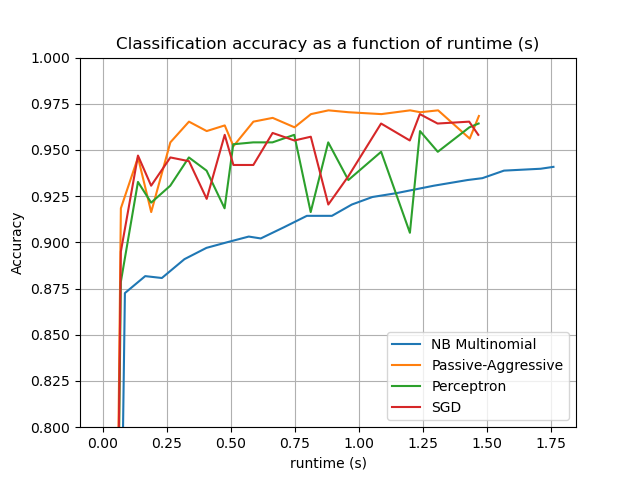 Classification accuracy as a function of runtime (s)
1.000
0.975
0.950
0.925
0.900
0.875
0.850
0.825
0.800
Accuracy
NB Multinomial
Passive-Aggressive
Perceptron
SGD
0.00 0.25 0.50 0.75 1.00 1.25 1.50 1.75
runtime (s)